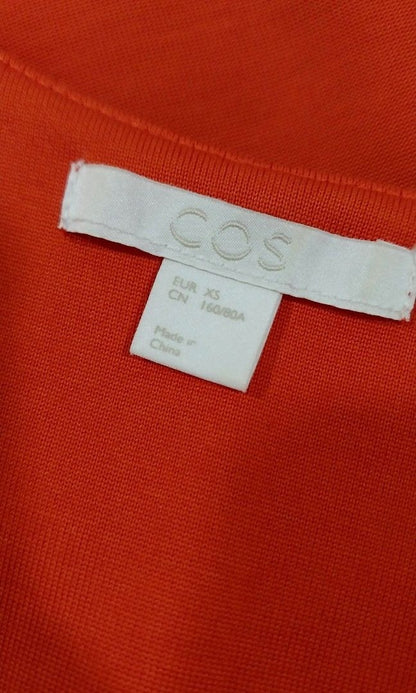 COS
EUR XS
CN 160/80A
Made in
China